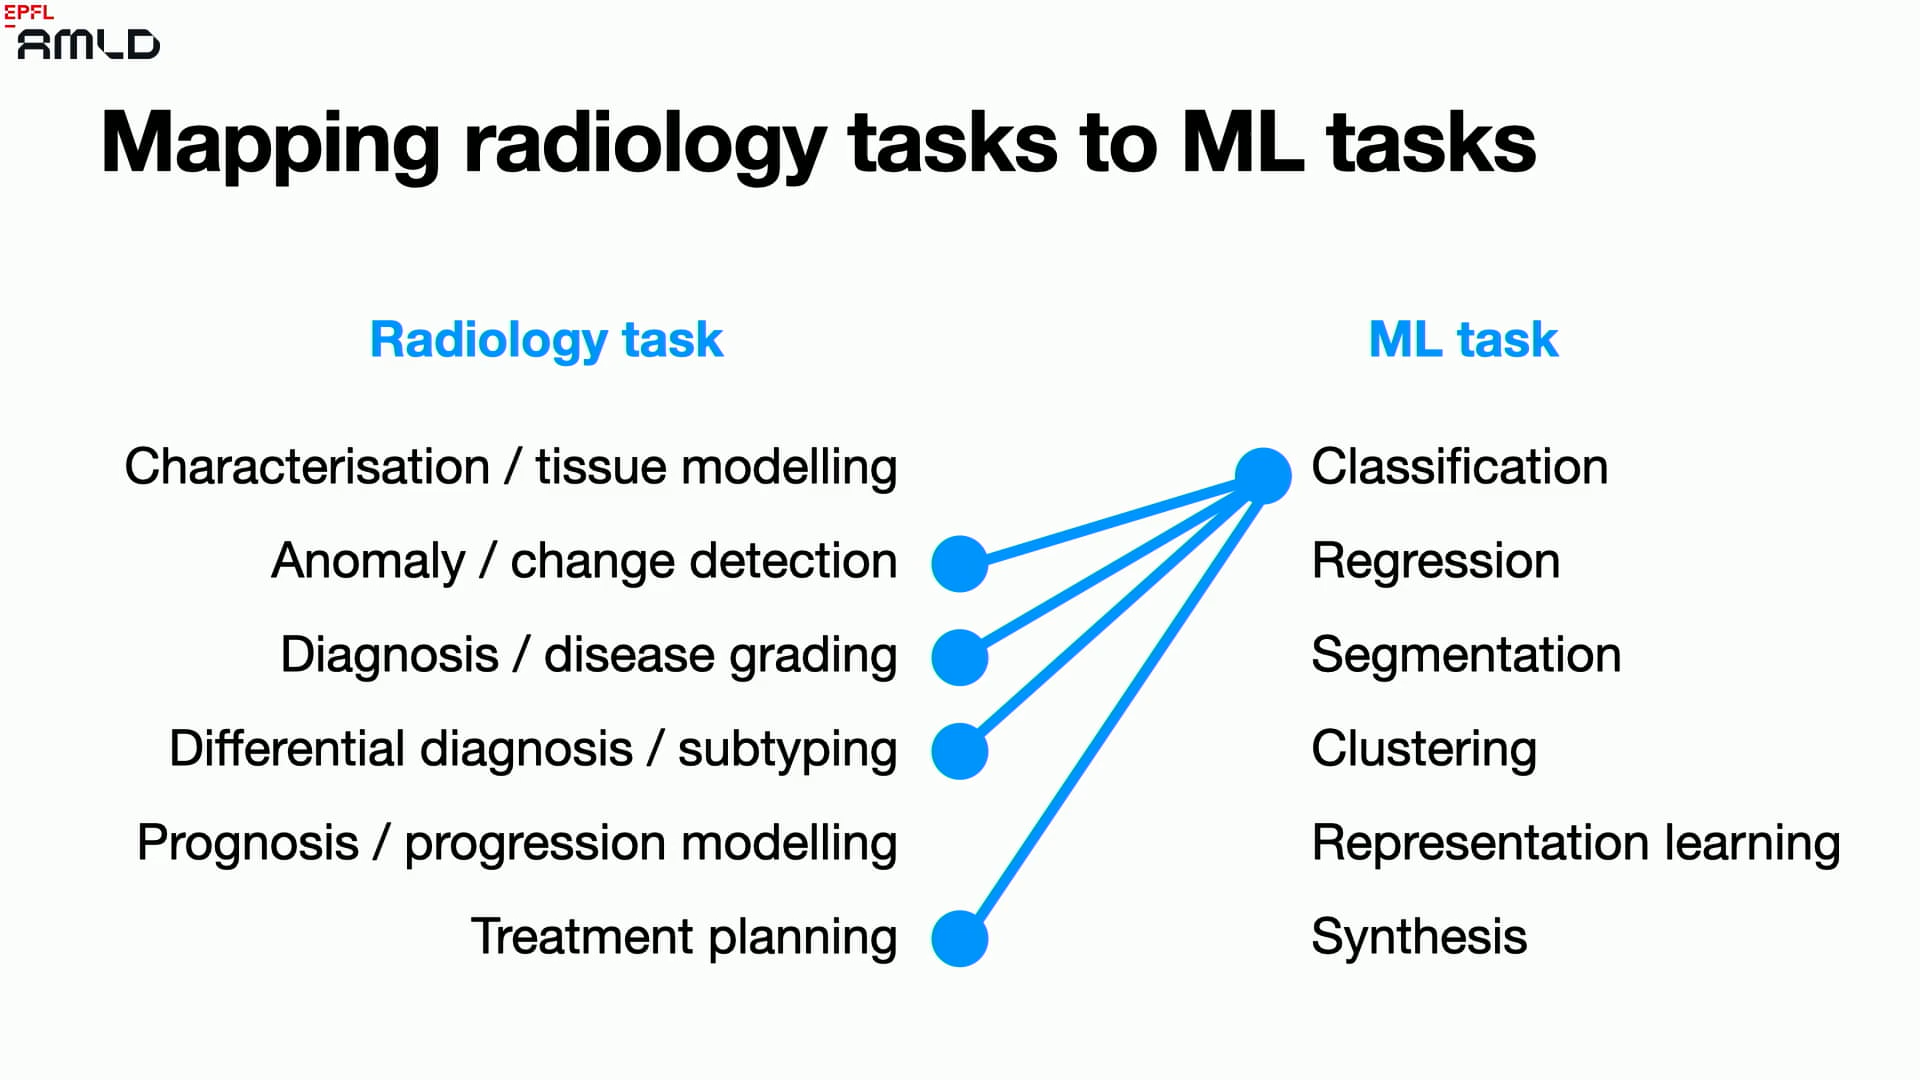 EPFL
AMLD
Mapping radiology tasks to ML tasks
Radiology task
ML task
Characterisation / tissue modelling
Classification
Anomaly / change detection
Regression
Diagnosis / disease grading
Segmentation
Differential diagnosis / subtyping
Clustering
Prognosis / progression modelling
Representation learning
Treatment planning
Synthesis